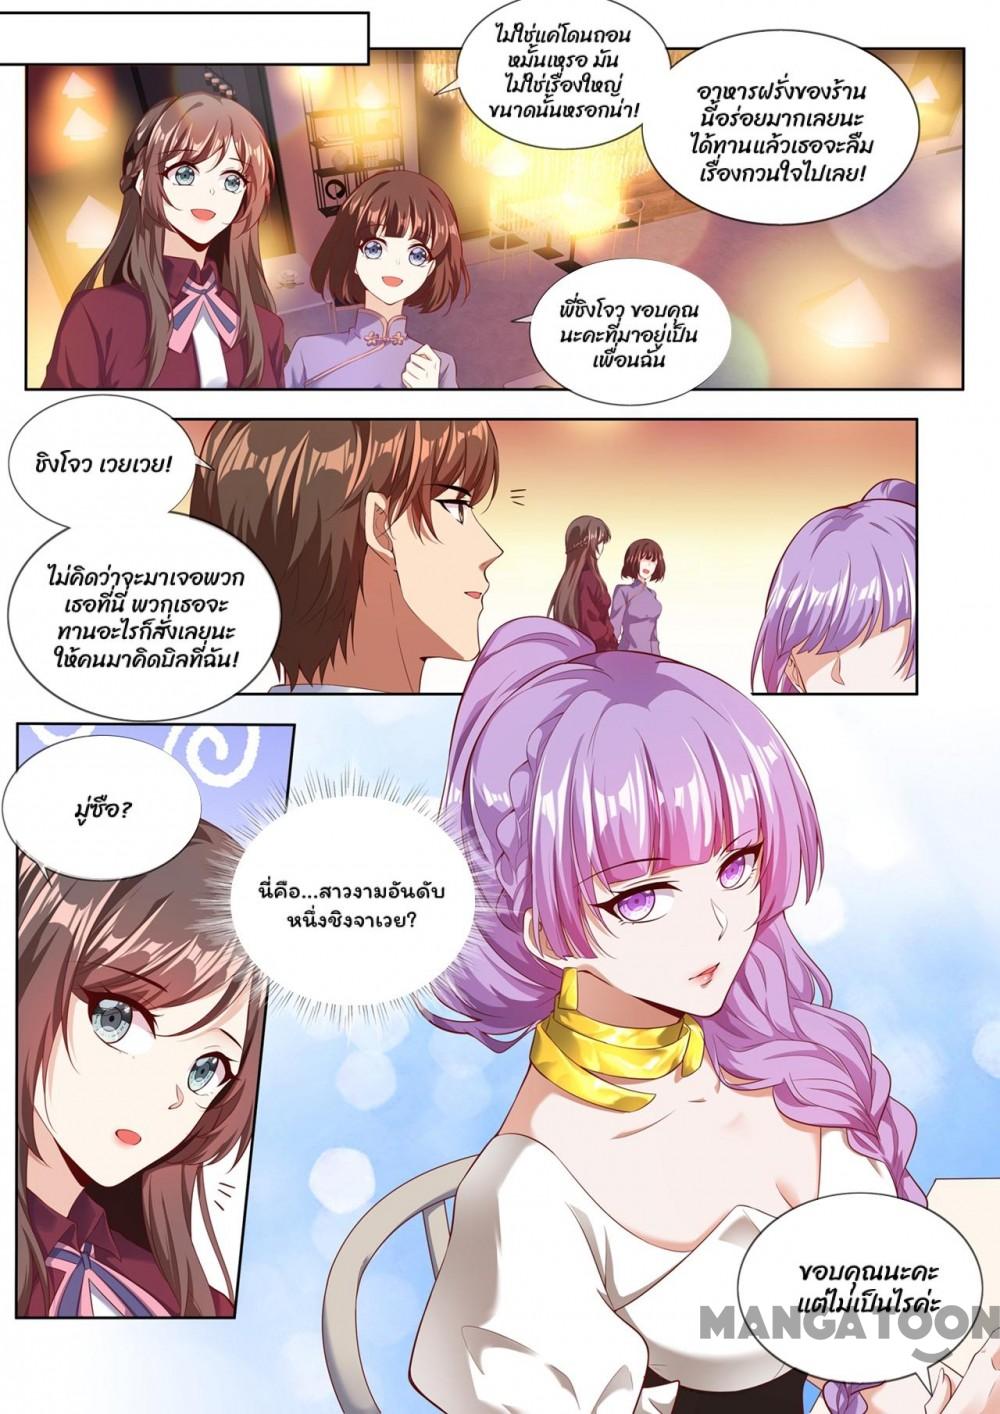 ไม่ใช่แค่โดนถอน
หมั้นเหรอ มัน
ไม่ใช่เรื่องใหญ่
ขนาดนั้นหรอกน่า!
อาหารฝรั่งของร้าน
นี้อร่อยมากเลยนะ
ได้ทานแล้วเธอจะลืม
เรื่องกวนใจไปเลย!
พี่ชิงโจว ขอบคุณ
นะคะที่มาอยู่เป็น
เพื่อนฉัน
ชิงโจว เวยเวย!
ไม่คิดว่าจะมาเจอพวก
เธอที่นี่ พวกเธอจะ
ทานอะไรก็สั่งเลยนะ
ให้คนมาคิดบิลที่ฉัน!
มู่ซือ?
นี่คือ...สาวงามอันดับ
หนึ่งชิงจาเวย?
ขอบคุณนะคะ
แต่ไม่เป็นไรค่ะ
MANGATOON